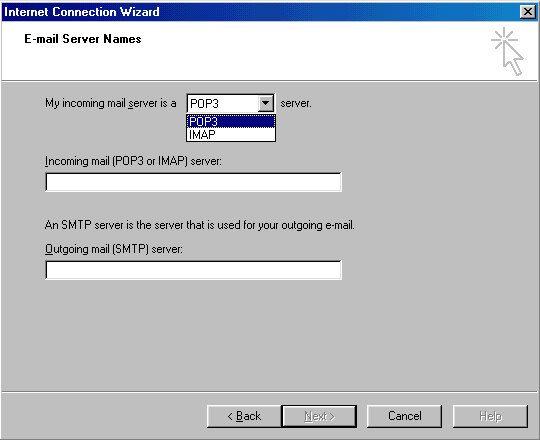 Internet Connection Wizard
E-mail Server Names
My incoming mail server is a POP3 server.
POP3
IMAP
Incoming mail (POP3 or IMAP) server:
An SMTP server is the server that is used for your outgoing e-mail.
Outgoing mail (SMTP) server:
< Back Next > Cancel Help